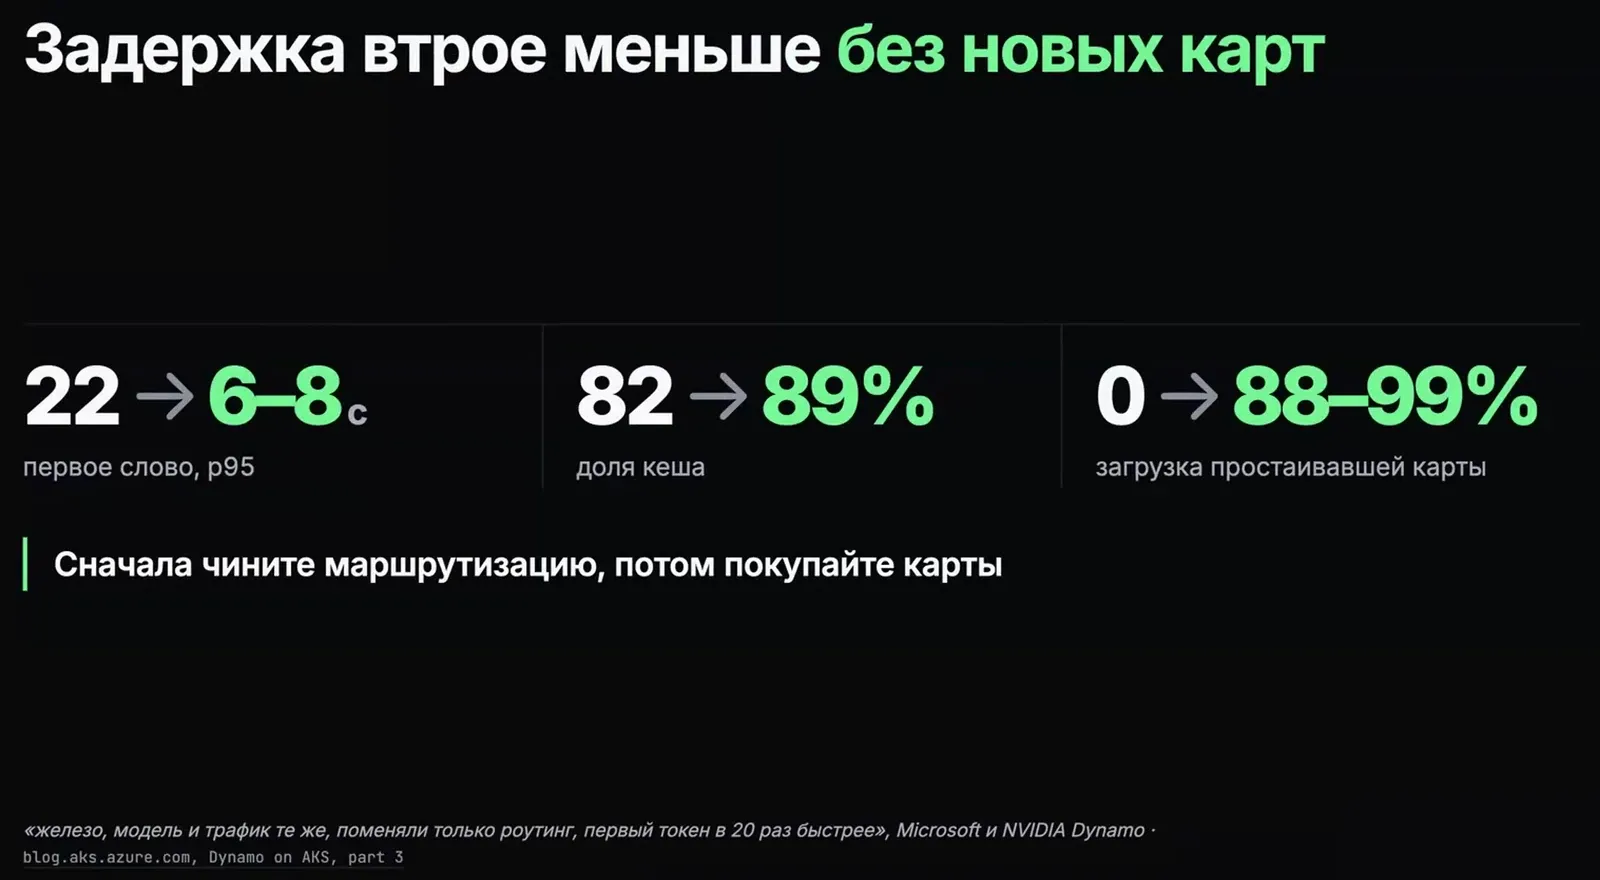 Задержка втрое меньше без новых карт
22 → 6–8 с
первое слово, p95
82 → 89%
доля кеша
0 → 88–99%
загрузка простаивавшей карты
Сначала чините маршрутизацию, потом покупайте карты
«железо, модель и трафик те же, поменяли только роутинг, первый токен в 20 раз быстрее», Microsoft и NVIDIA Dynamo ·
blog.aks.azure.com, Dynamo on AKS, part 3